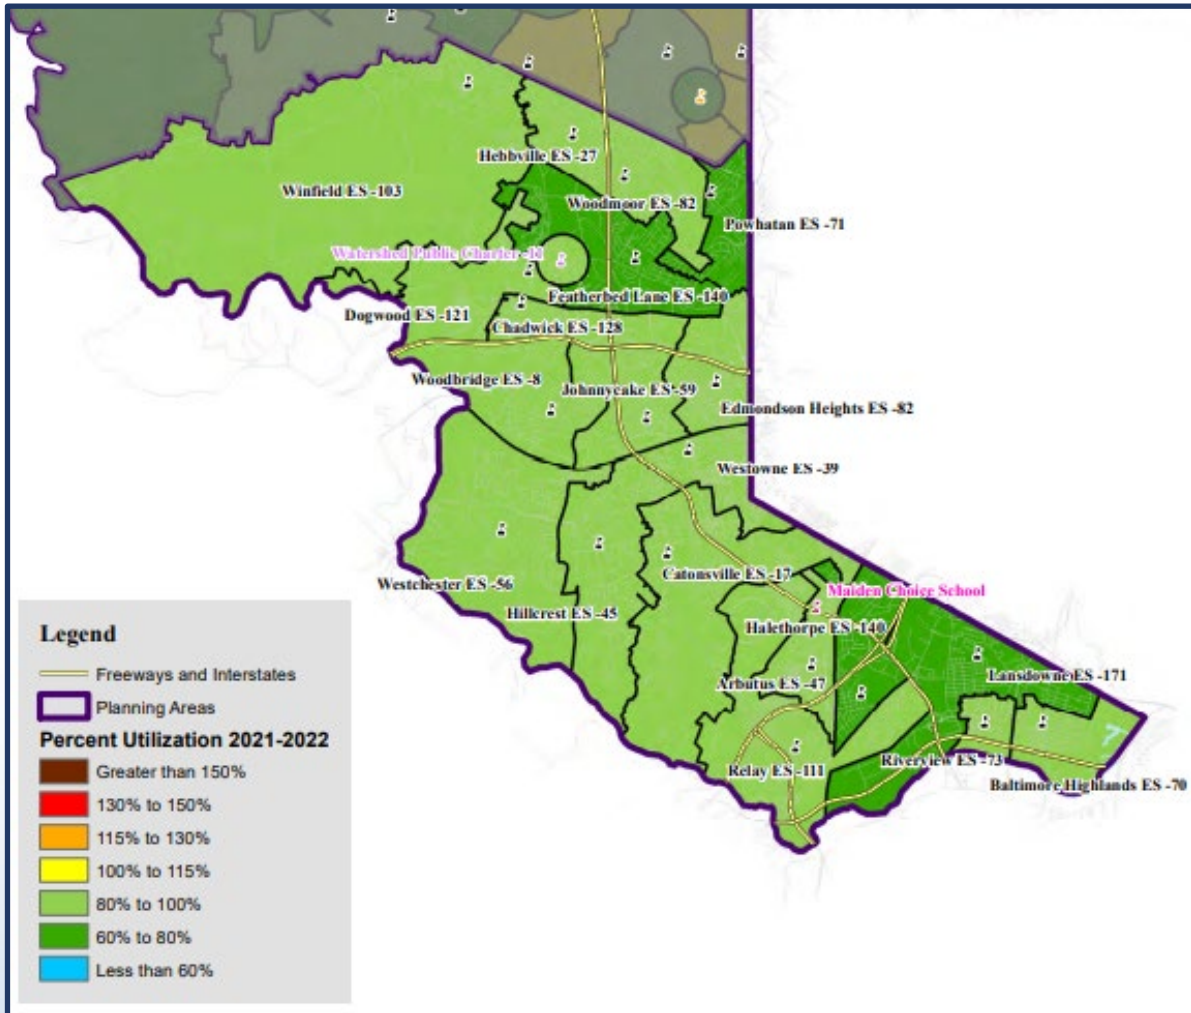 Hebbville ES -27
Winfield ES -103
Woodmoor ES -82
Powhatan ES -71
Watershed Public Charter -11
Featherbed Lane ES -140
Dogwood ES -121
Chadwick ES -128
Woodbridge ES -8
Johnnycake ES -59
Edmondson Heights ES -82
Westowne ES -39
Catonsville ES -17
Westchester ES -56
Hillcrest ES -45
Maiden Choice School
Halethorpe ES -140
Lansdowne ES -171
Arbutus ES -47
Relay ES -111
Riverview ES -73
Baltimore Highlands ES -70
Legend
Freeways and Interstates
Planning Areas
Percent Utilization 2021-2022
Greater than 150%
130% to 150%
115% to 130%
100% to 115%
80% to 100%
60% to 80%
Less than 60%